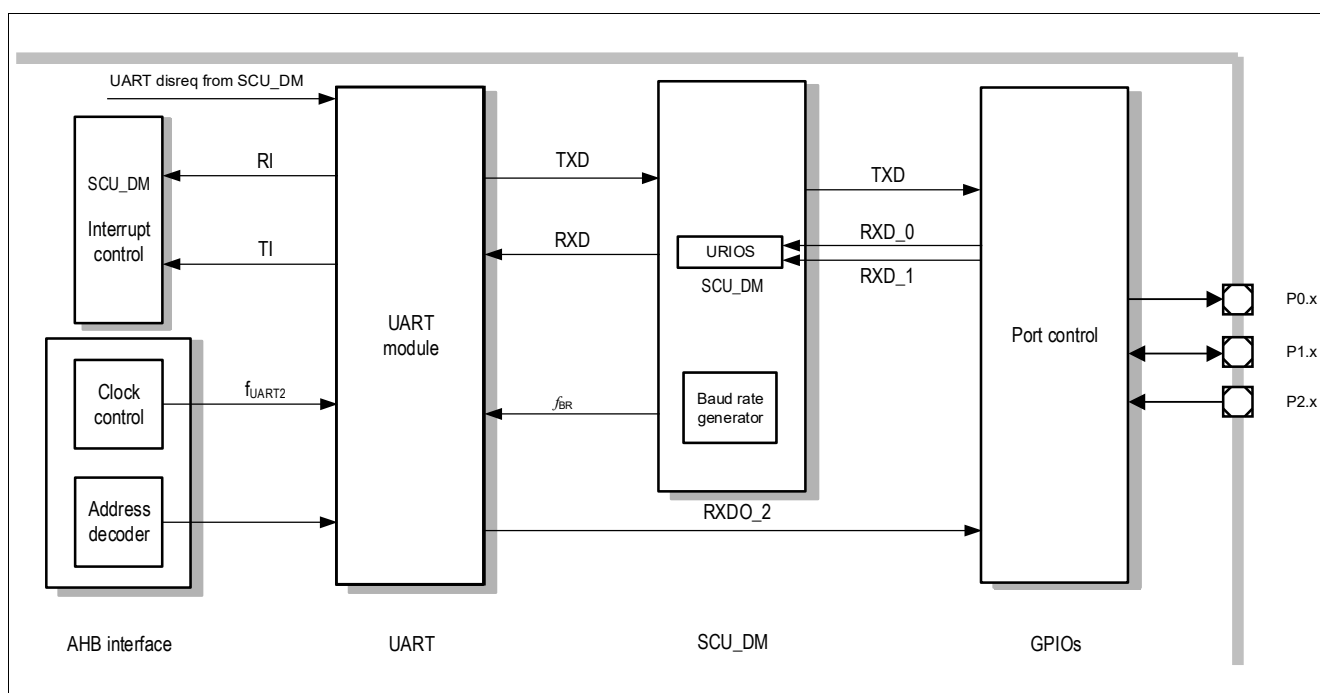 UART disreq from SCU_DM
RI
SCU_DM
Interrupt
control
TI
TXD
TXD
RXD
RXD_0
RXD_1
URIOS
SCU_DM
UART
module
Port control
P0.x
P1.x
P2.x
Clock
control
fUART2
fBR
Baud rate
generator
Address
decoder
RXDO_2
AHB interface
UART
SCU_DM
GPIOs